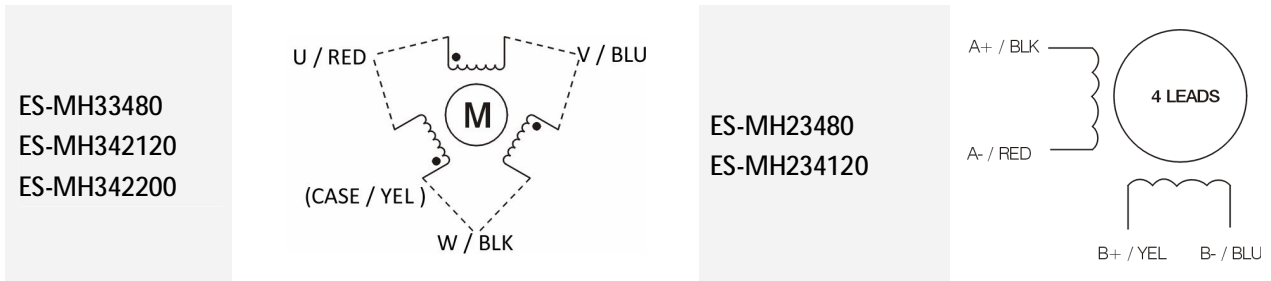 ES-MH33480
ES-MH342120
ES-MH342200
U / RED
V / BLU
M
(CASE / YEL )
W / BLK
ES-MH23480
ES-MH234120
A+ / BLK
4 LEADS
A- / RED
B+ / YEL
B- / BLU